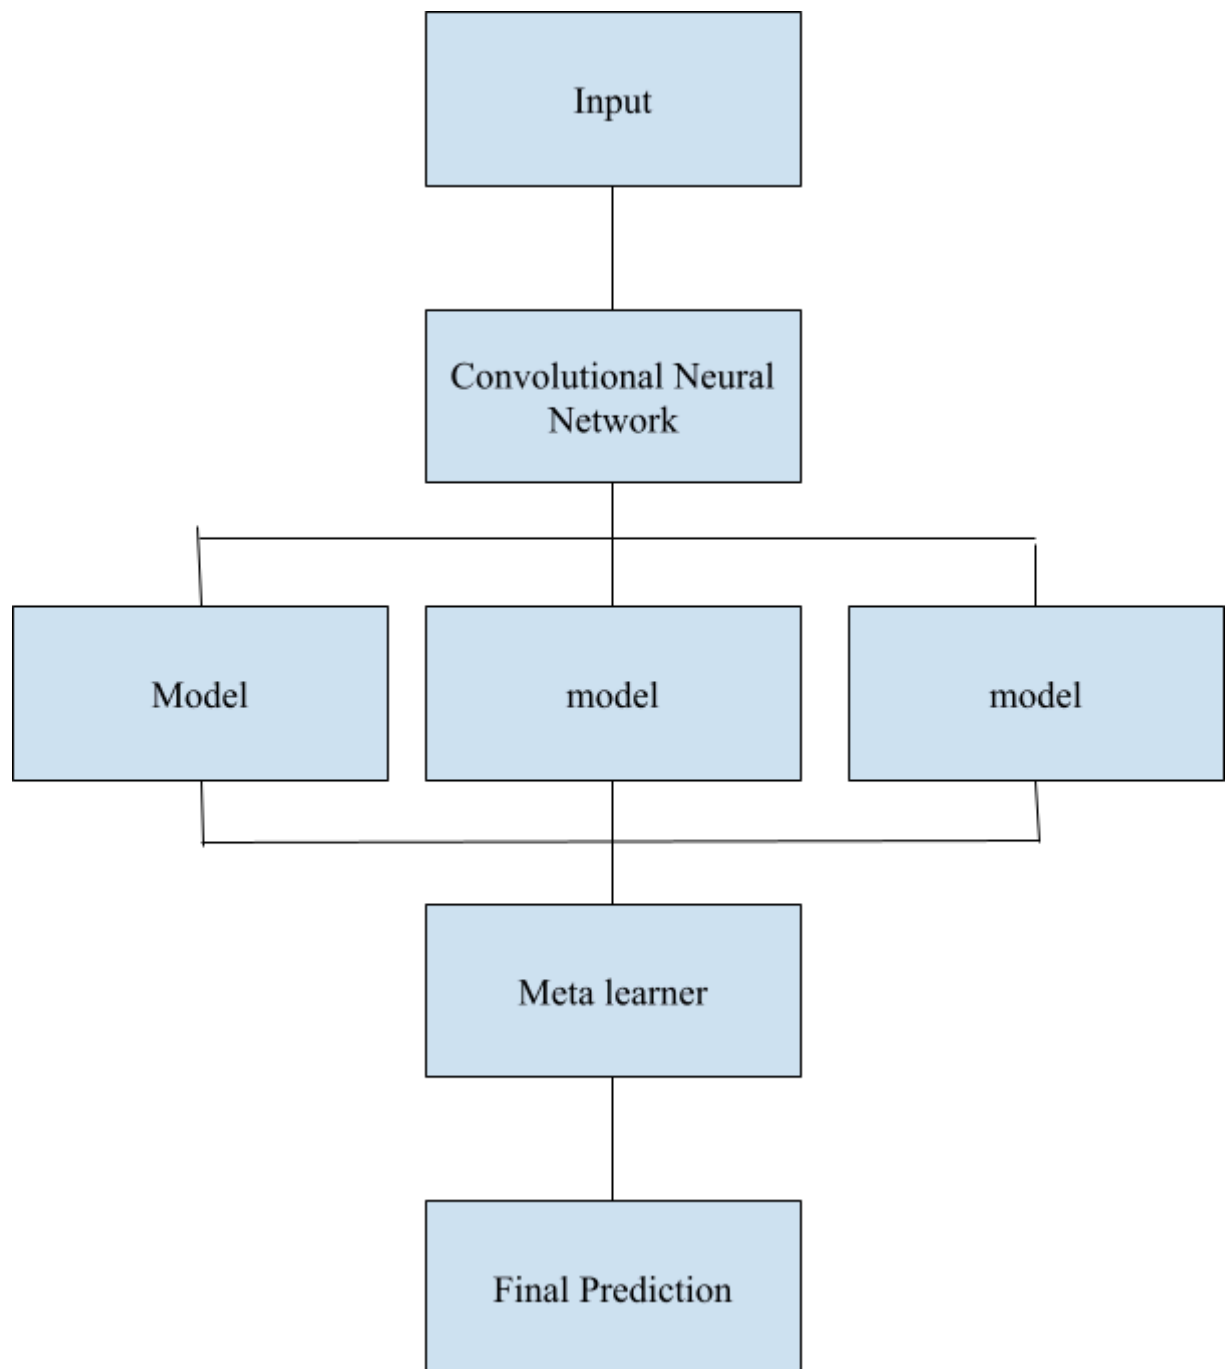 Input
Convolutional Neural
Network
Model
model
model
Meta learner
Final Prediction